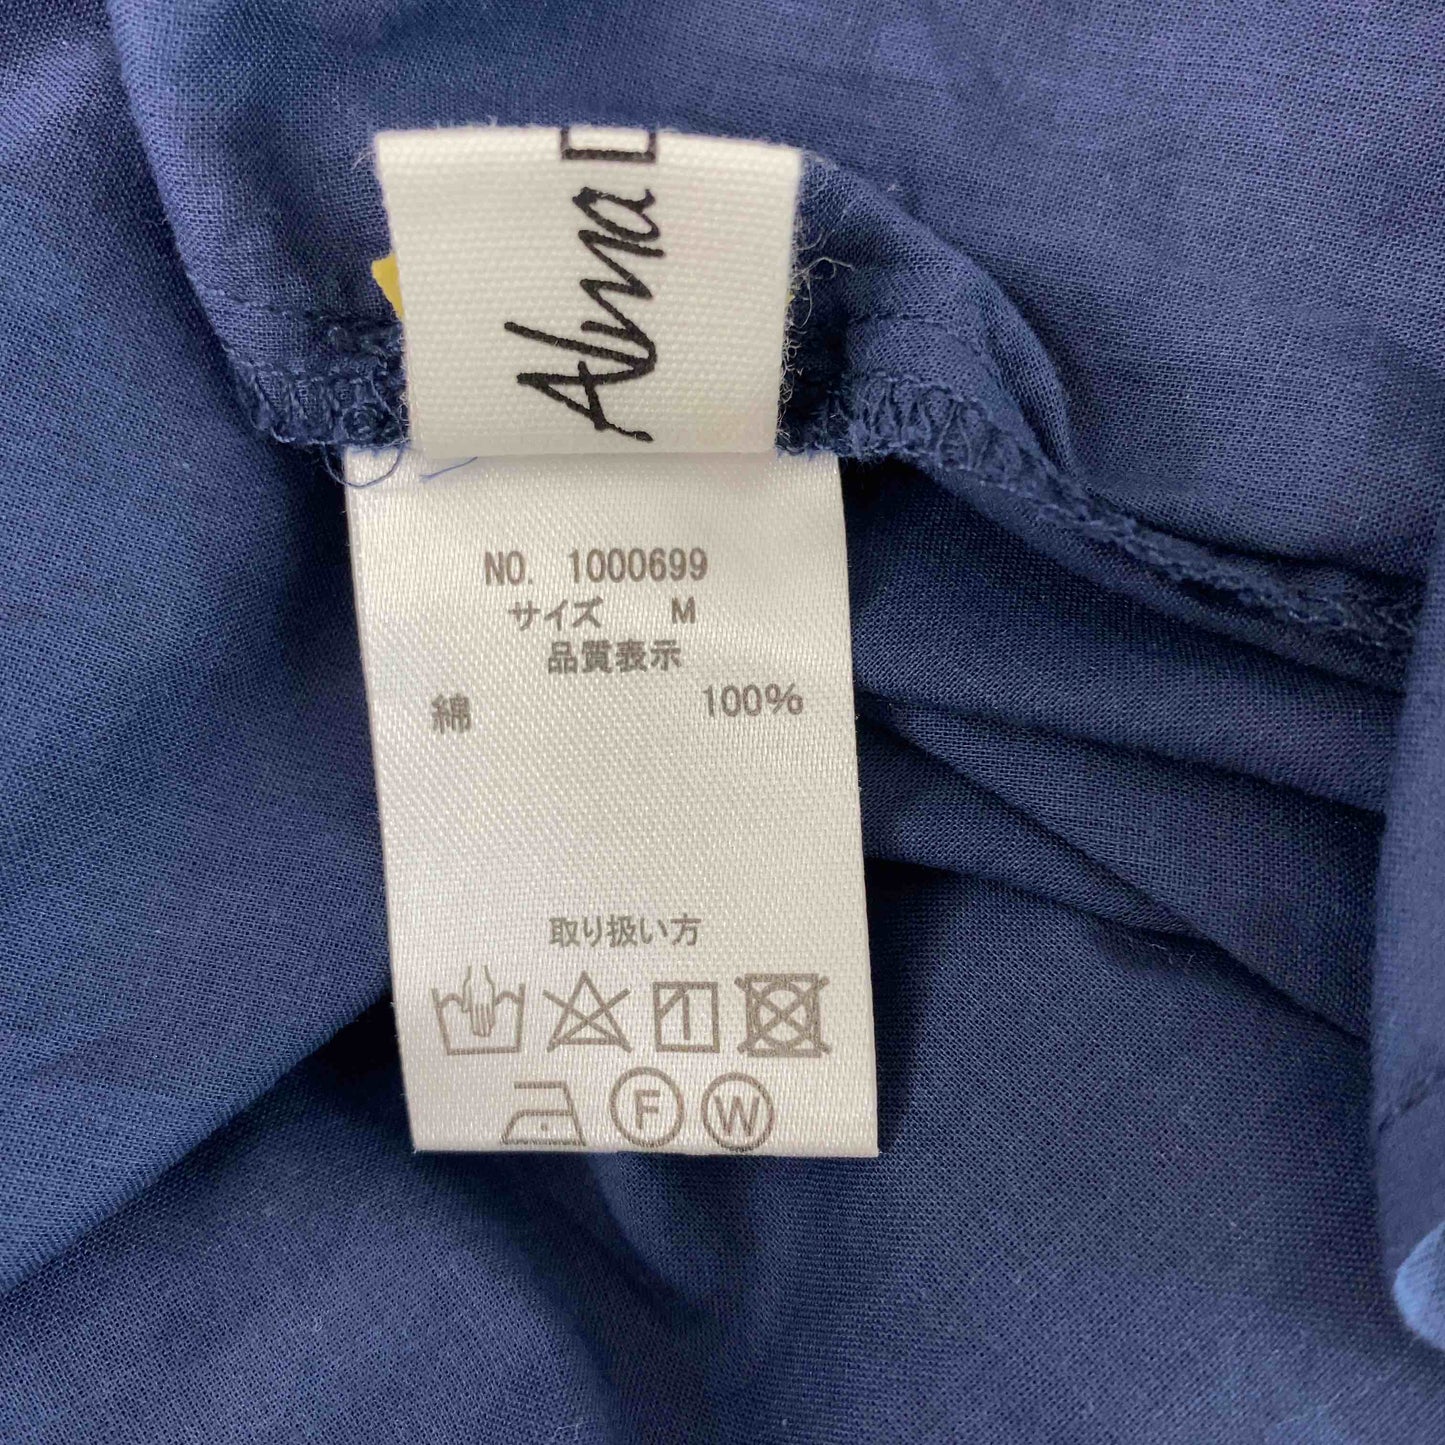 Alma
NO. 1000699
サイズ M
品質表示
綿 100%
取り扱い方
F W